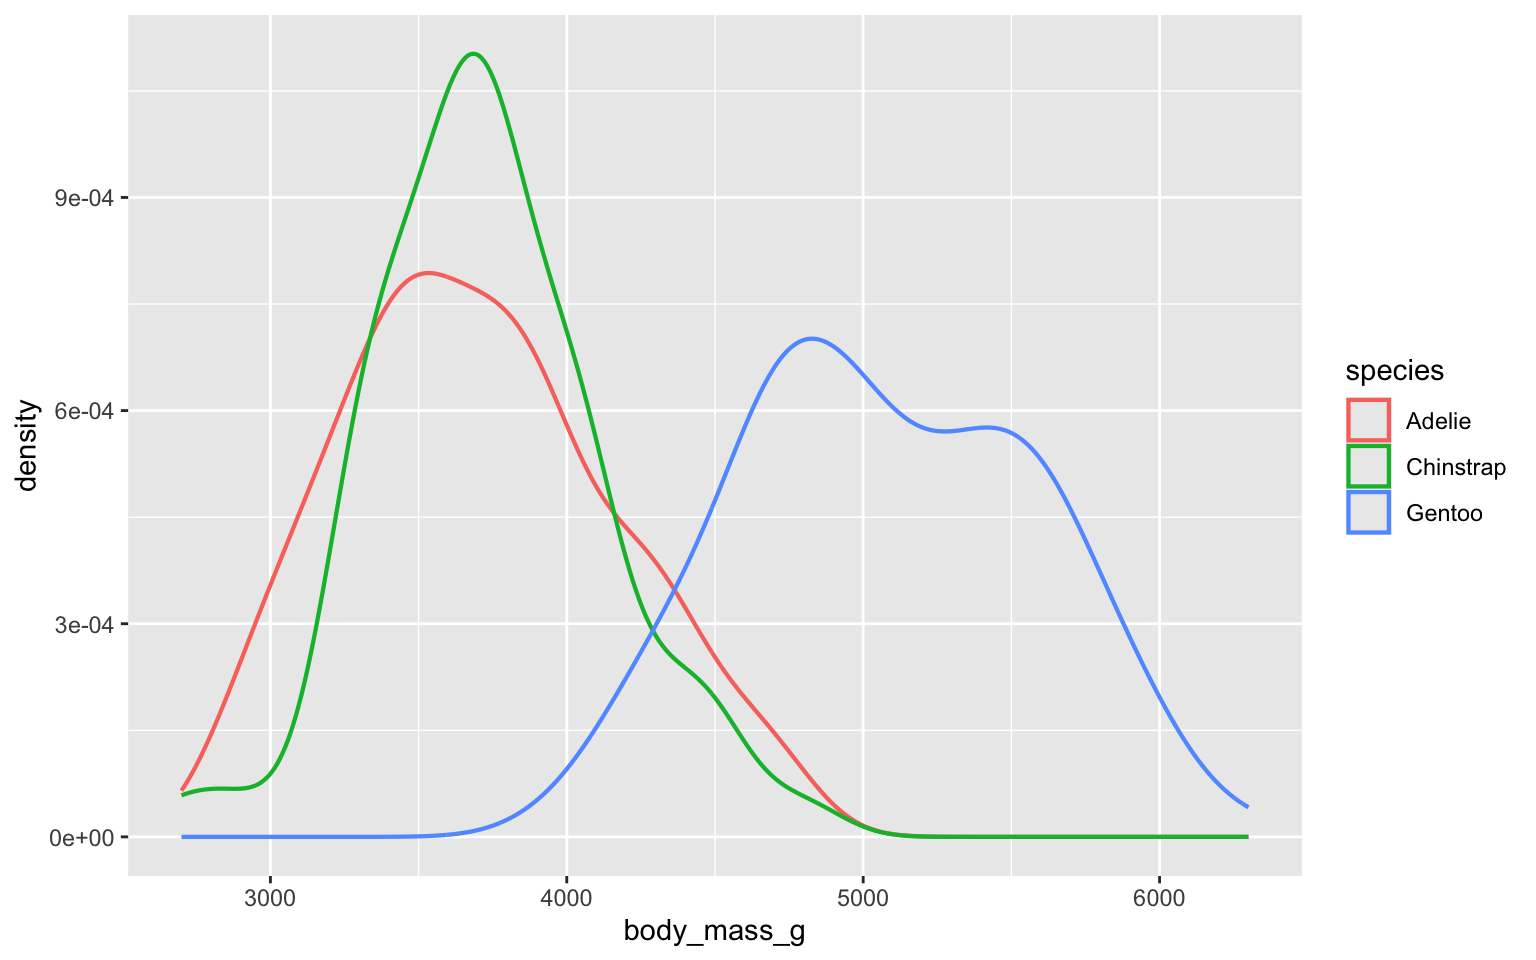 density
9e-04
6e-04
3e-04
0e+00
3000 4000 5000 6000
body_mass_g
species
Adelie
Chinstrap
Gentoo